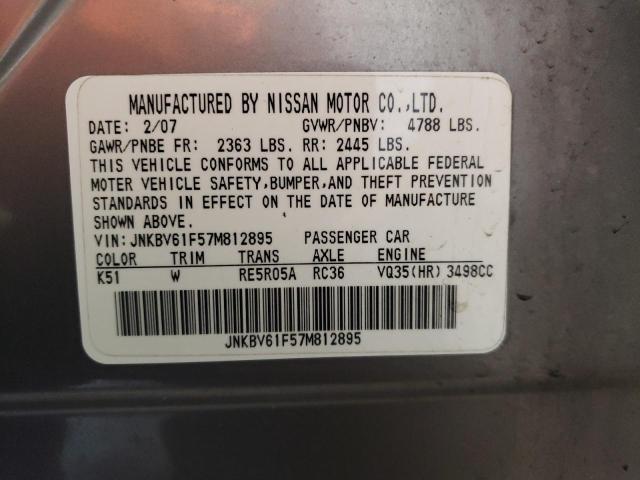 MANUFACTURED BY NISSAN MOTOR CO.,LTD.
DATE: 2/07 GVWR/PNBV: 4788 LBS.
GAWR/PNBE FR: 2363 LBS. RR: 2445 LBS.
THIS VEHICLE CONFORMS TO ALL APPLICABLE FEDERAL
MOTOR VEHICLE SAFETY,BUMPER,AND THEFT PREVENTION
STANDARDS IN EFFECT ON THE DATE OF MANUFACTURE
SHOWN ABOVE.
VIN:JNKBV61F57M812895 PASSENGER CAR
COLOR TRIM TRANS AXLE ENGINE
K51 W RE5R05A RC36 VQ35(HR) 3498CC
JNKBV61F57M812895